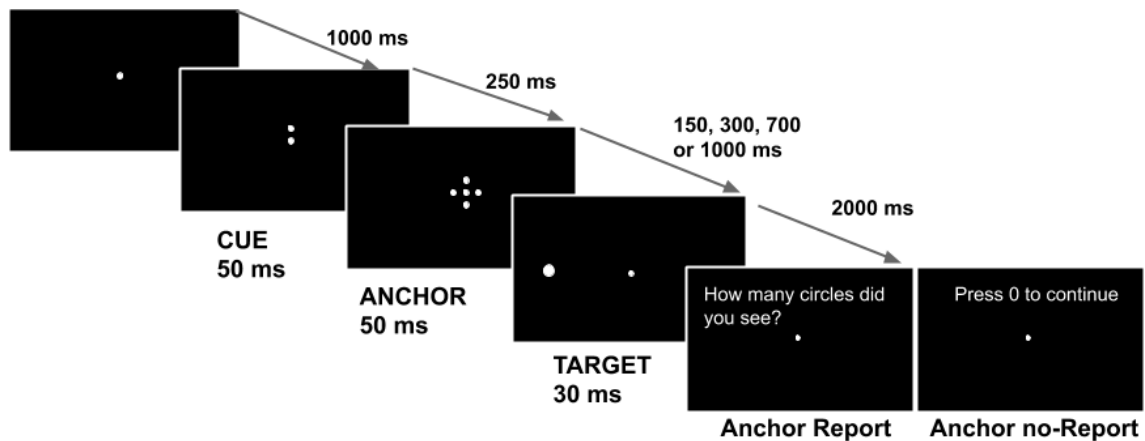 1000 ms
250 ms
150, 300, 700
or 1000 ms
2000 ms
CUE
50 ms
ANCHOR
50 ms
TARGET
30 ms
How many circles did
you see?
Press 0 to continue
Anchor Report
Anchor no-Report